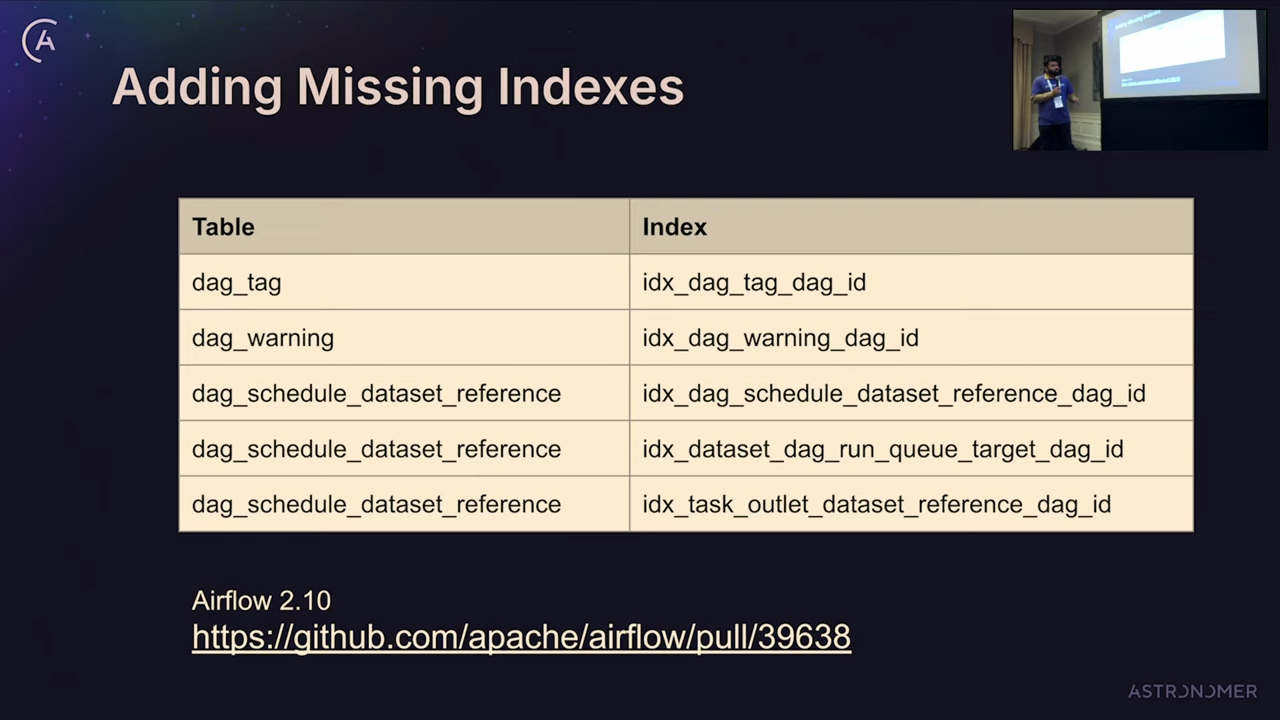 Adding Missing Indexes
Table Index
dag_tag idx_dag_tag_dag_id
dag_warning idx_dag_warning_dag_id
dag_schedule_dataset_reference idx_dag_schedule_dataset_reference_dag_id
dag_schedule_dataset_reference idx_dataset_dag_run_queue_target_dag_id
dag_schedule_dataset_reference idx_task_outlet_dataset_reference_dag_id
Airflow 2.10
https://github.com/apache/airflow/pull/39638
ASTRONOMER